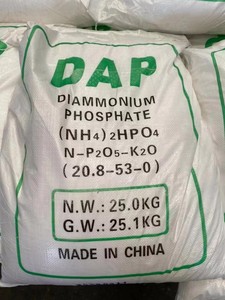 DAP
DIAMMONIUM
PHOSPHATE
(NH4)2HPO4
N-P2O5-K2O
(20.8-53-0)
N.W.: 25.0KG
G.W.: 25.1KG
MADE IN CHINA